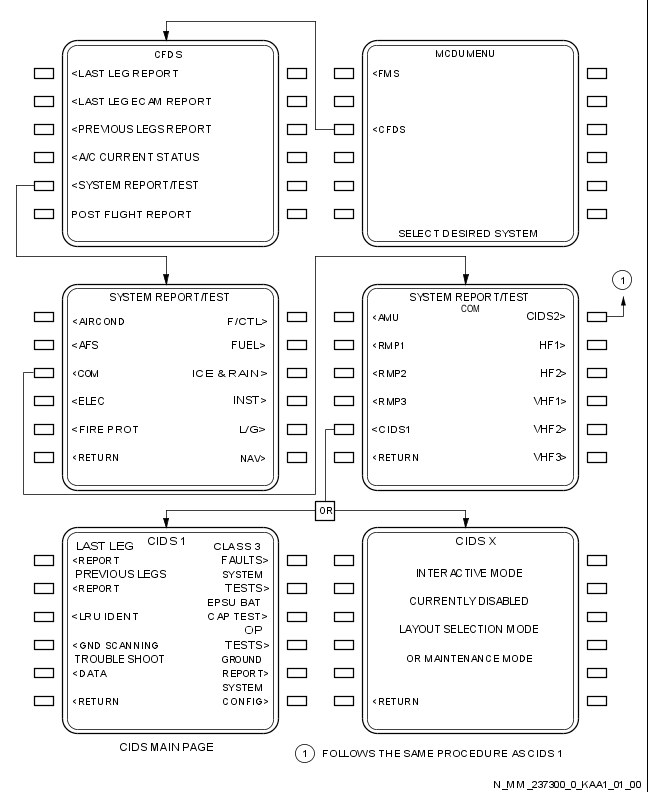 CFDS
<LAST LEG REPORT
<LAST LEG ECAM REPORT
<PREVIOUS LEGS REPORT
<A/C CURRENT STATUS
<SYSTEM REPORT/TEST
POST FLIGHT REPORT
MCDU MENU
<FMS
<CFDS
SELECT DESIRED SYSTEM
SYSTEM REPORT/TEST
<AIRCOND F/CTL>
<AFS FUEL>
<COM ICE & RAIN>
<ELEC INST>
<FIRE PROT L/G>
<RETURN NAV>
SYSTEM REPORT/TEST
COM
<AMU CIDS2>
<RMP1 HF1>
<RMP2 HF2>
<RMP3 VHF1>
<CIDS1 VHF2>
<RETURN VHF3>
1
OR
LAST LEG CIDS 1 CLASS 3
<REPORT FAULTS>
PREVIOUS LEGS SYSTEM
<REPORT TESTS>
EPSU BAT
<LRU IDENT CAP TEST>
OP
<GND SCANNING TESTS>
TROUBLE SHOOT GROUND
<DATA REPORT>
SYSTEM
<RETURN CONFIG>
CIDS MAIN PAGE
CIDS X
INTERACTIVE MODE
CURRENTLY DISABLED
LAYOUT SELECTION MODE
OR MAINTENANCE MODE
<RETURN
1 FOLLOWS THE SAME PROCEDURE AS CIDS 1
N_MM_237300_0_KAA1_01_00